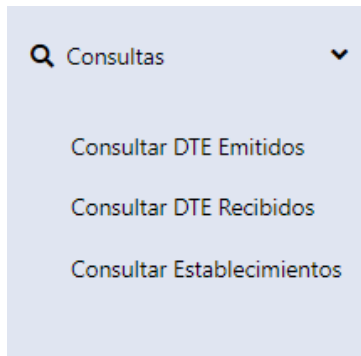 Consultas
Consultar DTE Emitidos
Consultar DTE Recibidos
Consultar Establecimientos